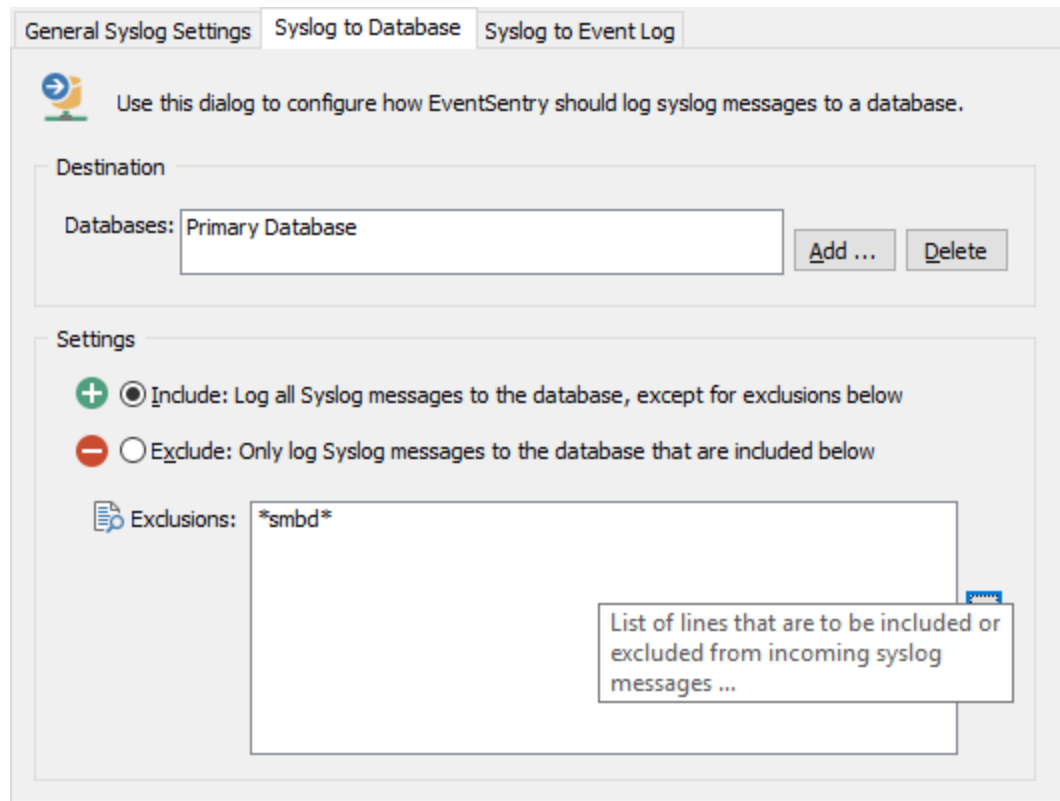 General Syslog Settings
Syslog to Database
Syslog to Event Log
Use this dialog to configure how EventSentry should log syslog messages to a database.
Destination
Databases:
Primary Database
Add ...
Delete
Settings
Include: Log all Syslog messages to the database, except for exclusions below
Exclude: Only log Syslog messages to the database that are included below
Exclusions:
*smbd*
List of lines that are to be included or
excluded from incoming syslog
messages ...